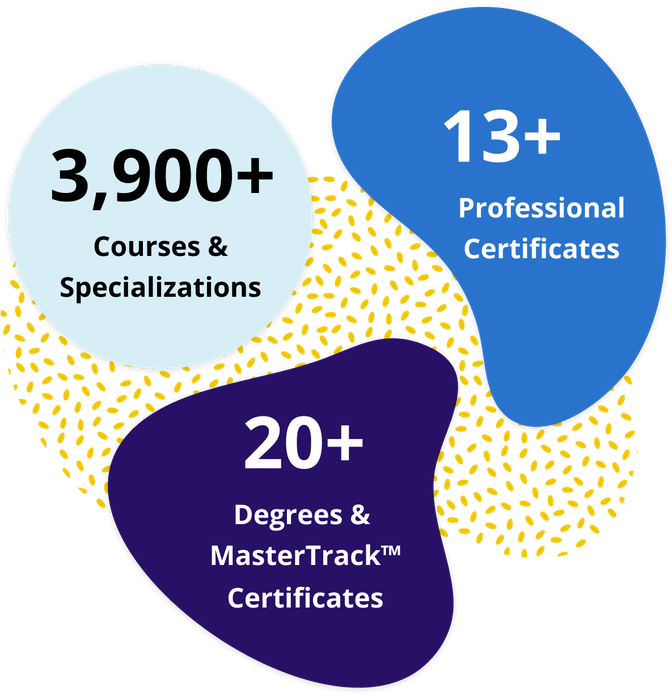 3,900+
Courses &
Specializations
13+
Professional
Certificates
20+
Degrees &
MasterTrack™
Certificates